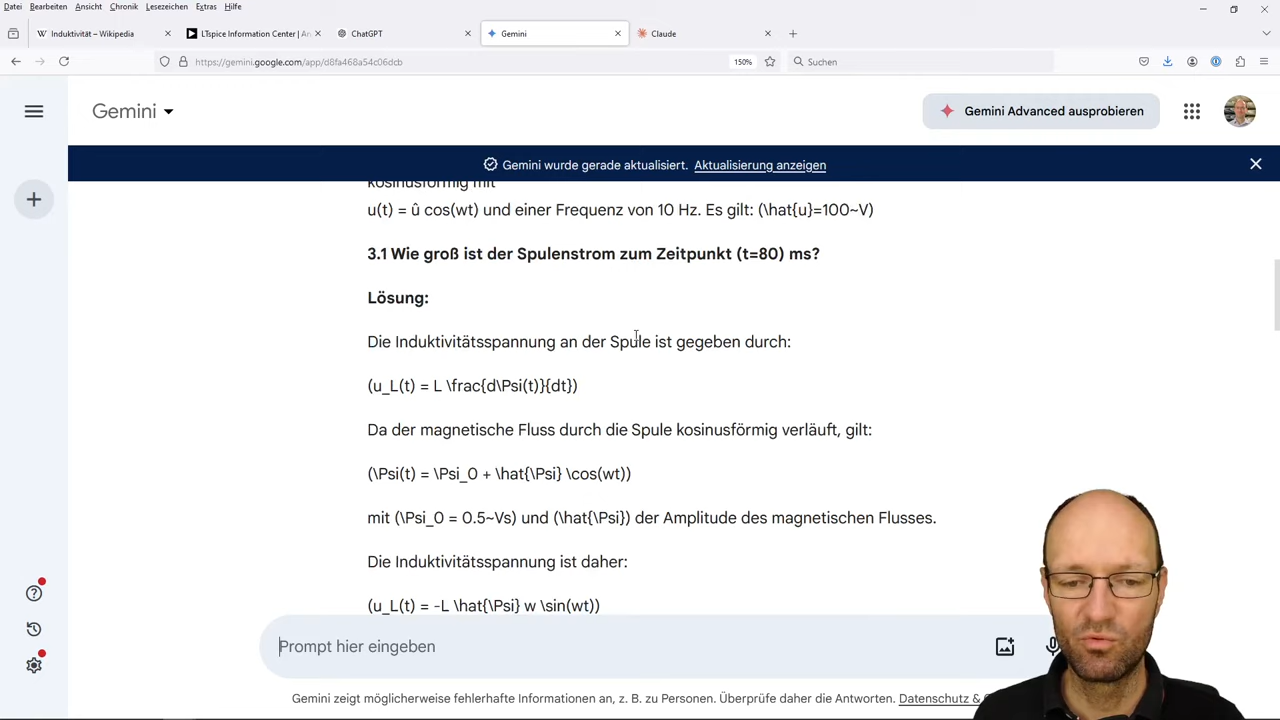 Datei Bearbeiten Ansicht Chronik Lesezeichen Extras Hilfe
W Induktivität – Wikipedia
LTspice Information Center | An
ChatGPT
Gemini
Claude
https://gemini.google.com/app/d8fa468a54c06dcb
150%
Suchen
Gemini
Gemini Advanced ausprobieren
Gemini wurde gerade aktualisiert. Aktualisierung anzeigen
kosinusförmig mit
u(t) = û cos(wt) und einer Frequenz von 10 Hz. Es gilt: (\hat{u}=100~V)
3.1 Wie groß ist der Spulenstrom zum Zeitpunkt (t=80) ms?
Lösung:
Die Induktivitätsspannung an der Spule ist gegeben durch:
(u_L(t) = L \frac{d\Psi(t)}{dt})
Da der magnetische Fluss durch die Spule kosinusförmig verläuft, gilt:
(\Psi(t) = \Psi_0 + \hat{\Psi} \cos(wt))
mit (\Psi_0 = 0.5~Vs) und (\hat{\Psi}) der Amplitude des magnetischen Flusses.
Die Induktivitätsspannung ist daher:
(u_L(t) = -L \hat{\Psi} w \sin(wt))
Prompt hier eingeben
Gemini zeigt möglicherweise fehlerhafte Informationen an, z. B. zu Personen. Überprüfe daher die Antworten. Datenschutz &